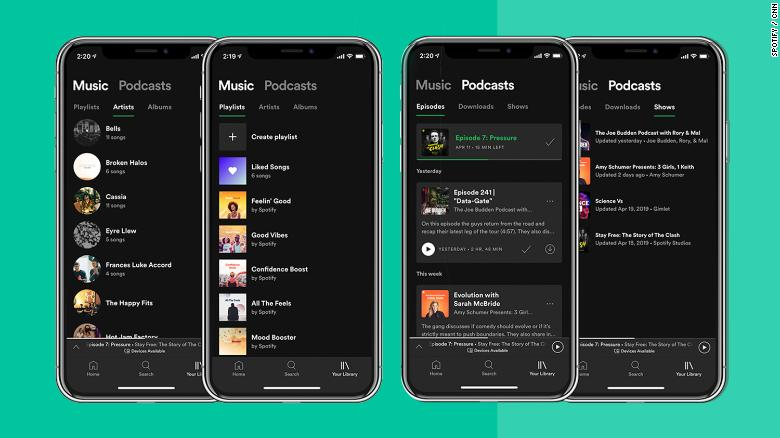 SPOTIFY / CNN
2:20
Music Podcasts
Playlists Artists Albums
Bells
11 songs
Broken Halos
6 songs
Cassia
11 songs
Eyre Llew
5 songs
Frances Luke Accord
4 songs
The Happy Fits
Hot Jam Factory
Episode 7: Pressure • Stay Free: The Story of The C
Devices Available
Home
Search
Your Library
2:19
Music Podcasts
Playlists Artists Albums
Create playlist
Liked Songs
6 songs
Feelin' Good
by Spotify
Good Vibes
by Spotify
Confidence Boost
by Spotify
All The Feels
by Spotify
Mood Booster
by Spotify
Home
Search
Your Library
2:20
Music Podcasts
Episodes Downloads Shows
Episode 7: Pressure
APR 11 • 15 MIN LEFT
Yesterday
Episode 241 |
"Data-Gate"
The Joe Budden Podcast with...
On this episode the guys return from the road and
recap their latest leg of the tour (4:57). They also dis...
YESTERDAY • 2 HR, 48 MIN
This week
Evolution with
Sarah McBride
Amy Schumer Presents: 3 Girl...
The gang discusses if comedy should evolve or if it's
strictly meant to push boundaries. They also share in
pisode 7: Pressure • Stay Free: The Story of The Cl
Devices Available
Home
Search
Your Library
Podcasts
des Downloads Shows
The Joe Budden Podcast with Rory & Mal
Updated yesterday • Joe Budden, Rory, & Mal
Amy Schumer Presents: 3 Girls, 1 Keith
Updated 2 days ago • Amy Schumer
Science Vs
Updated Apr 19, 2019 • Gimlet
Stay Free: The Story of The Clash
Updated Apr 18, 2019 • Spotify Studios
pisode 7: Pressure • Stay Free: The Story of The C
Devices Available
Search
Your Library